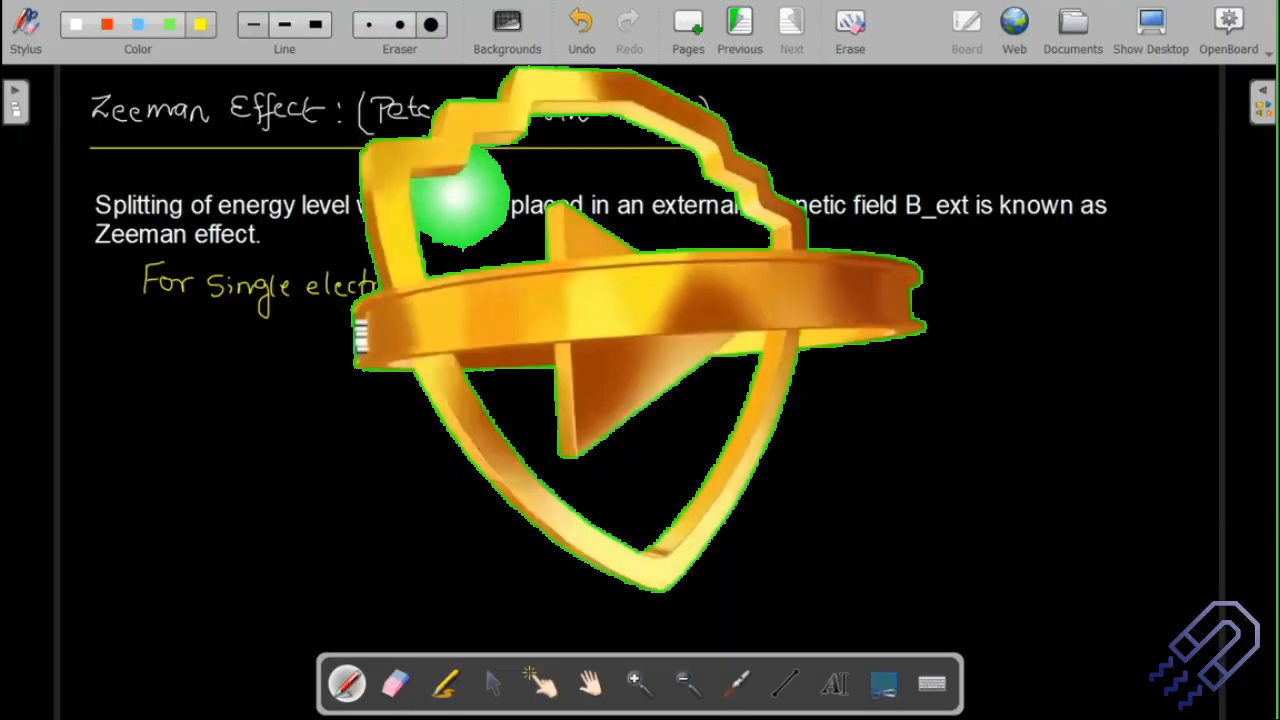 Stylus Color Line Eraser Backgrounds Undo Redo Pages Previous Next Erase Board Web Documents Show Desktop OpenBoard
Zeeman Effect: (Pete
Splitting of energy level placed in an external netic field B_ext is known as
Zeeman effect.
For single electr
AI